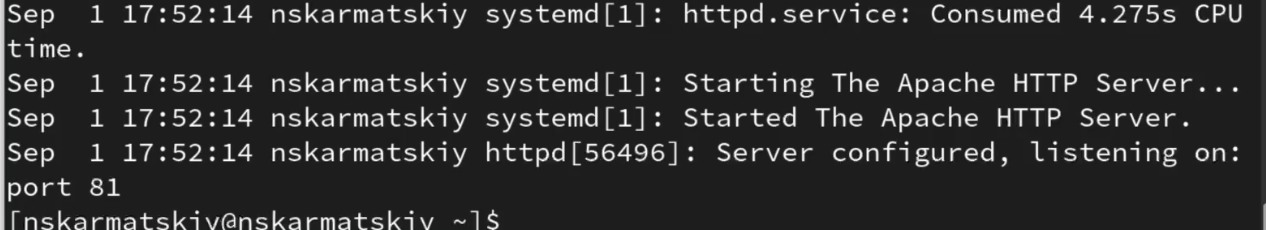 Sep  1 17:52:14 nskarmatskiy systemd[1]: httpd.service: Consumed 4.275s CPU
time.
Sep  1 17:52:14 nskarmatskiy systemd[1]: Starting The Apache HTTP Server...
Sep  1 17:52:14 nskarmatskiy systemd[1]: Started The Apache HTTP Server.
Sep  1 17:52:14 nskarmatskiy httpd[56496]: Server configured, listening on:
port 81
[nskarmatskiy@nskarmatskiy ~]$